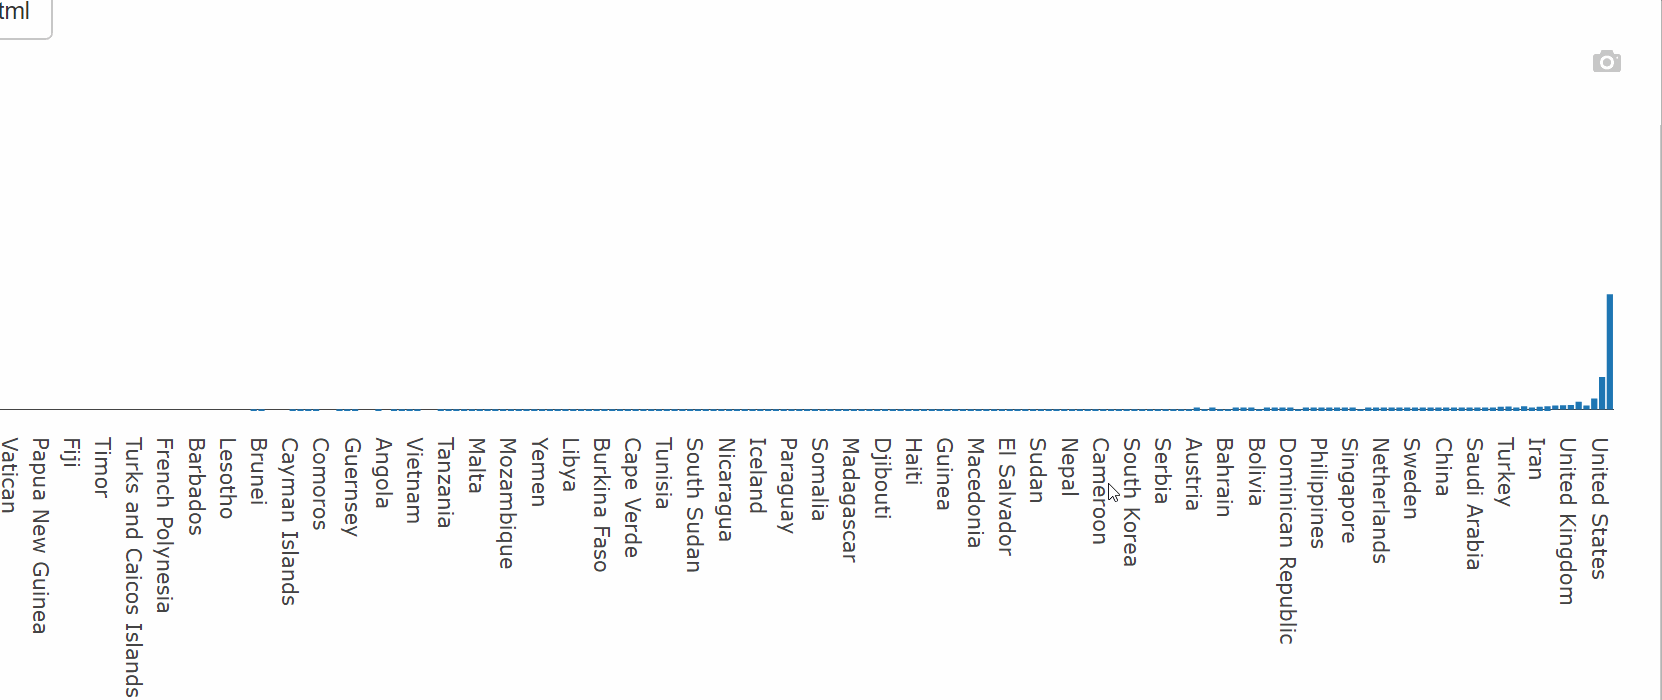 tml
Vatican
Papua New Guinea
Fiji
Timor
Turks and Caicos Islands
French Polynesia
Barbados
Lesotho
Brunei
Cayman Islands
Comoros
Guernsey
Angola
Vietnam
Tanzania
Malta
Mozambique
Yemen
Libya
Burkina Faso
Cape Verde
Tunisia
South Sudan
Nicaragua
Iceland
Paraguay
Somalia
Madagascar
Djibouti
Haiti
Guinea
Macedonia
El Salvador
Sudan
Nepal
Cameroon
South Korea
Serbia
Austria
Bahrain
Bolivia
Dominican Republic
Philippines
Singapore
Netherlands
Sweden
China
Saudi Arabia
Turkey
Iran
United Kingdom
United States